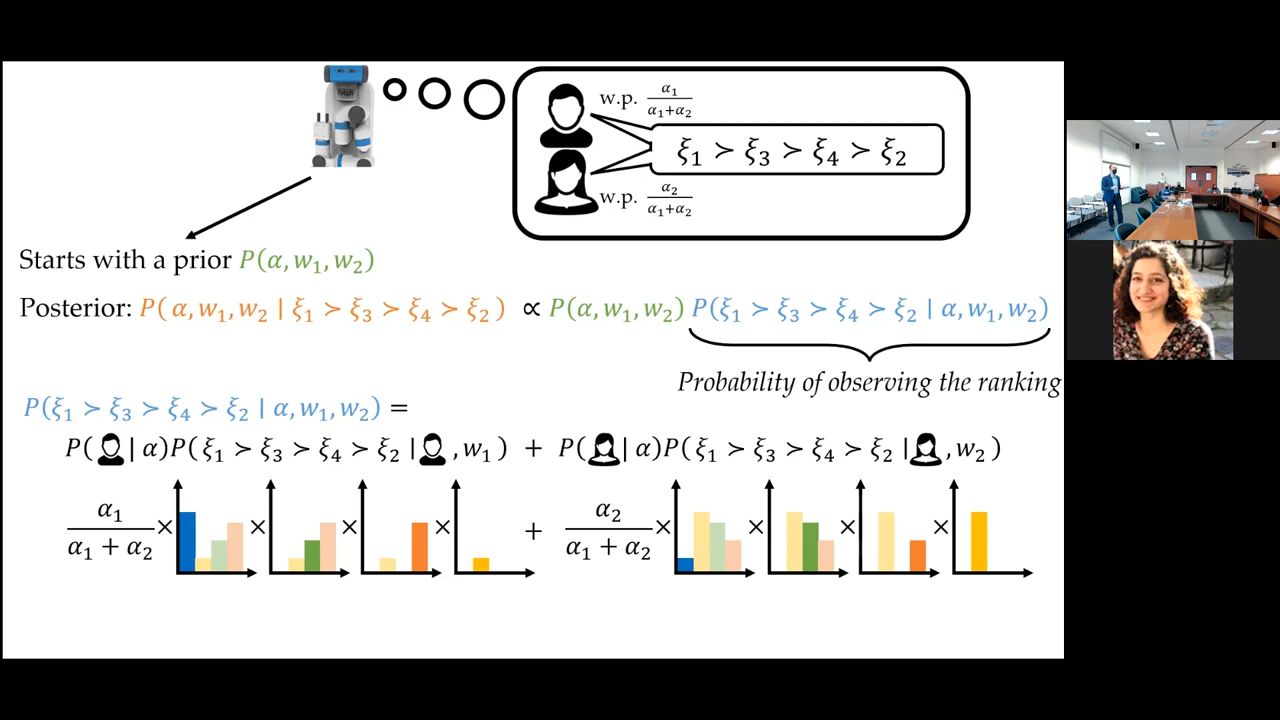 fetch
w.p. α₁/(α₁+α₂)
ξ₁ ≻ ξ₃ ≻ ξ₄ ≻ ξ₂
w.p. α₂/(α₁+α₂)
Starts with a prior P(α, w₁, w₂)
Posterior: P( α, w₁, w₂ ∣ ξ₁ ≻ ξ₃ ≻ ξ₄ ≻ ξ₂ ) ∝ P(α, w₁, w₂) P(ξ₁ ≻ ξ₃ ≻ ξ₄ ≻ ξ₂ ∣ α, w₁, w₂)
Probability of observing the ranking
P(ξ₁ ≻ ξ₃ ≻ ξ₄ ≻ ξ₂ ∣ α, w₁, w₂) =
P( ∣ α)P(ξ₁ ≻ ξ₃ ≻ ξ₄ ≻ ξ₂ ∣ , w₁ ) + P( ∣ α)P(ξ₁ ≻ ξ₃ ≻ ξ₄ ≻ ξ₂ ∣ , w₂ )
α₁/(α₁ + α₂) × × × × + α₂/(α₁ + α₂) × × × ×